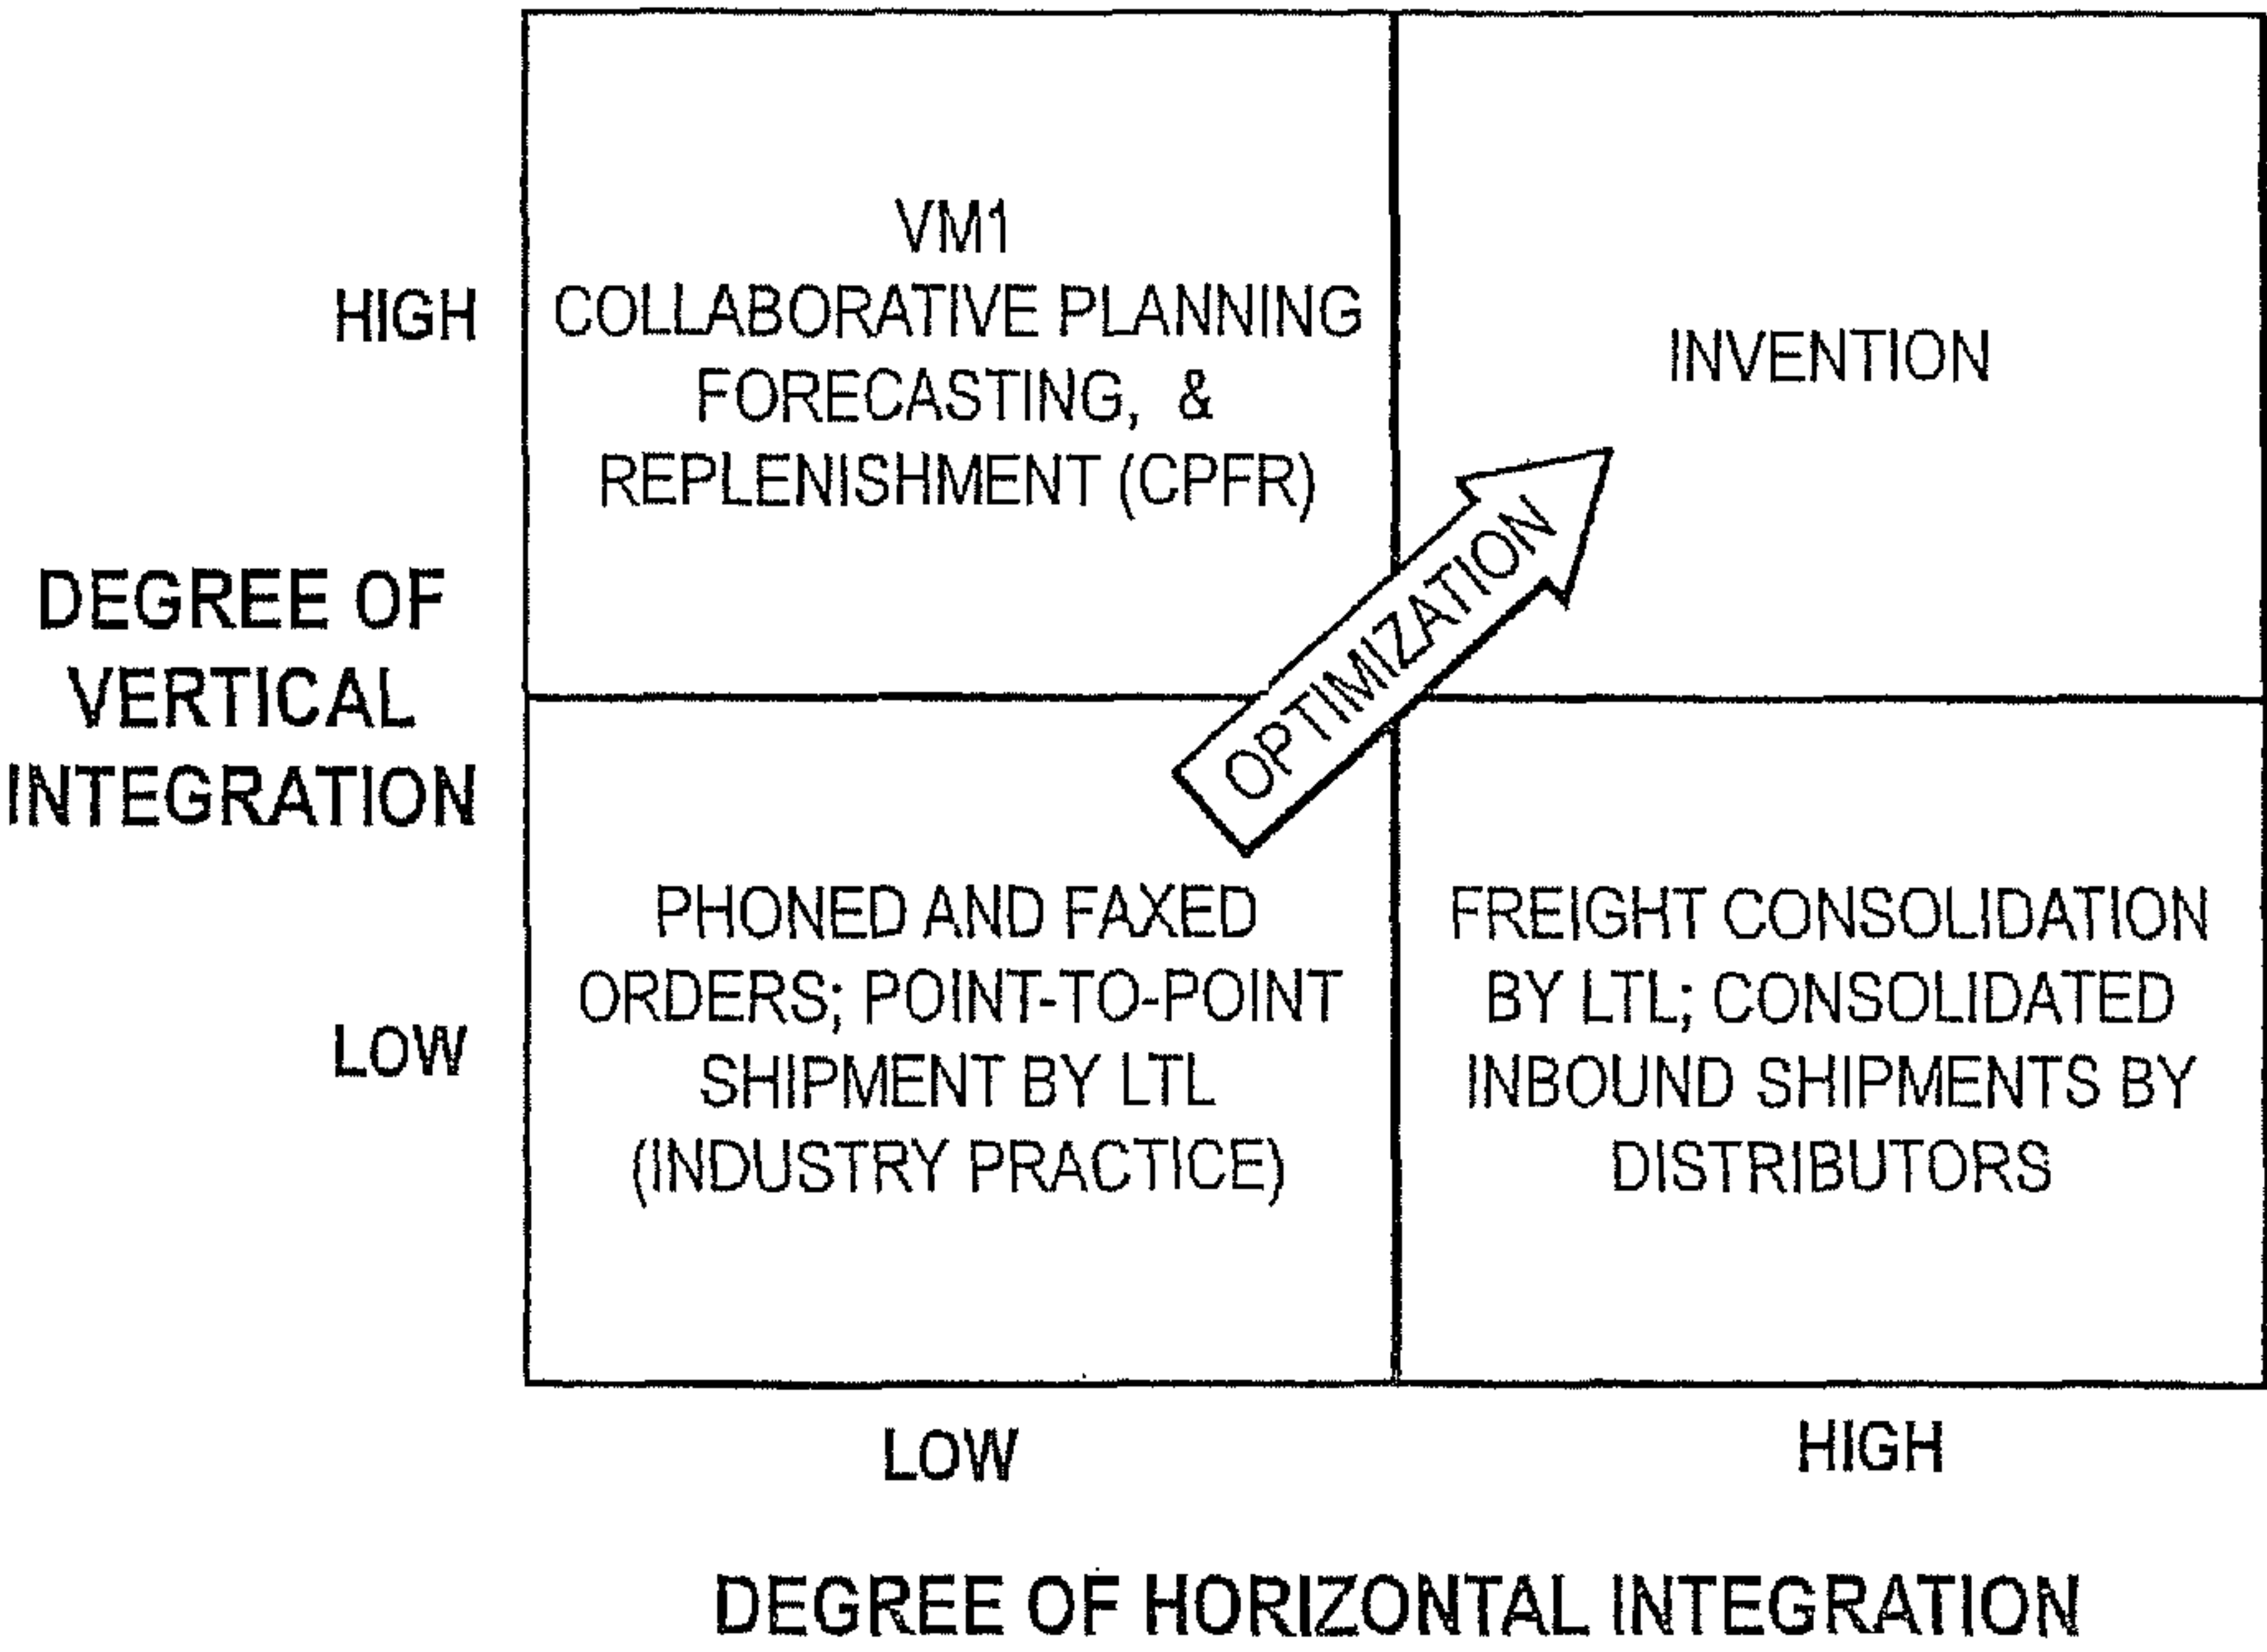 VM1
COLLABORATIVE PLANNING
FORECASTING, &
REPLENISHMENT (CPFR)
HIGH
INVENTION
OPTIMIZATION
DEGREE OF
VERTICAL
INTEGRATION
PHONED AND FAXED
ORDERS; POINT-TO-POINT
SHIPMENT BY LTL
(INDUSTRY PRACTICE)
FREIGHT CONSOLIDATION
BY LTL; CONSOLIDATED
INBOUND SHIPMENTS BY
DISTRIBUTORS
LOW
LOW
HIGH
DEGREE OF HORIZONTAL INTEGRATION